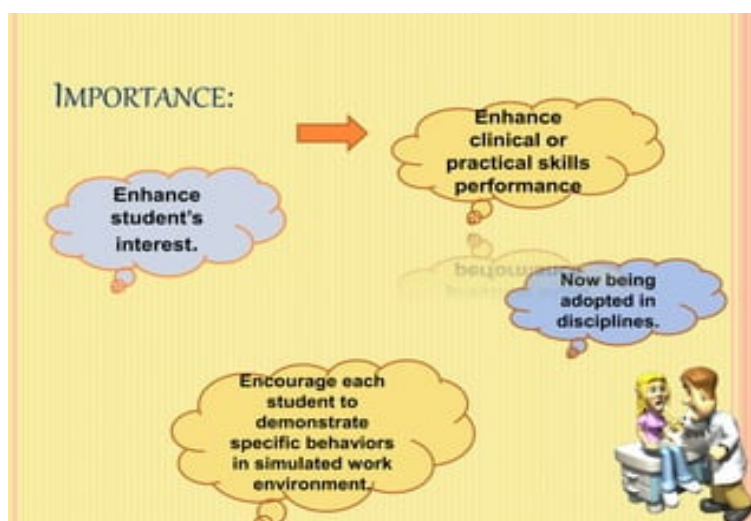 IMPORTANCE:
Enhance
clinical or
practical skills
performance
Enhance
student's
interest.
Now being
adopted in
disciplines.
Encourage each
student to
demonstrate
specific behaviors
in simulated work
environment.